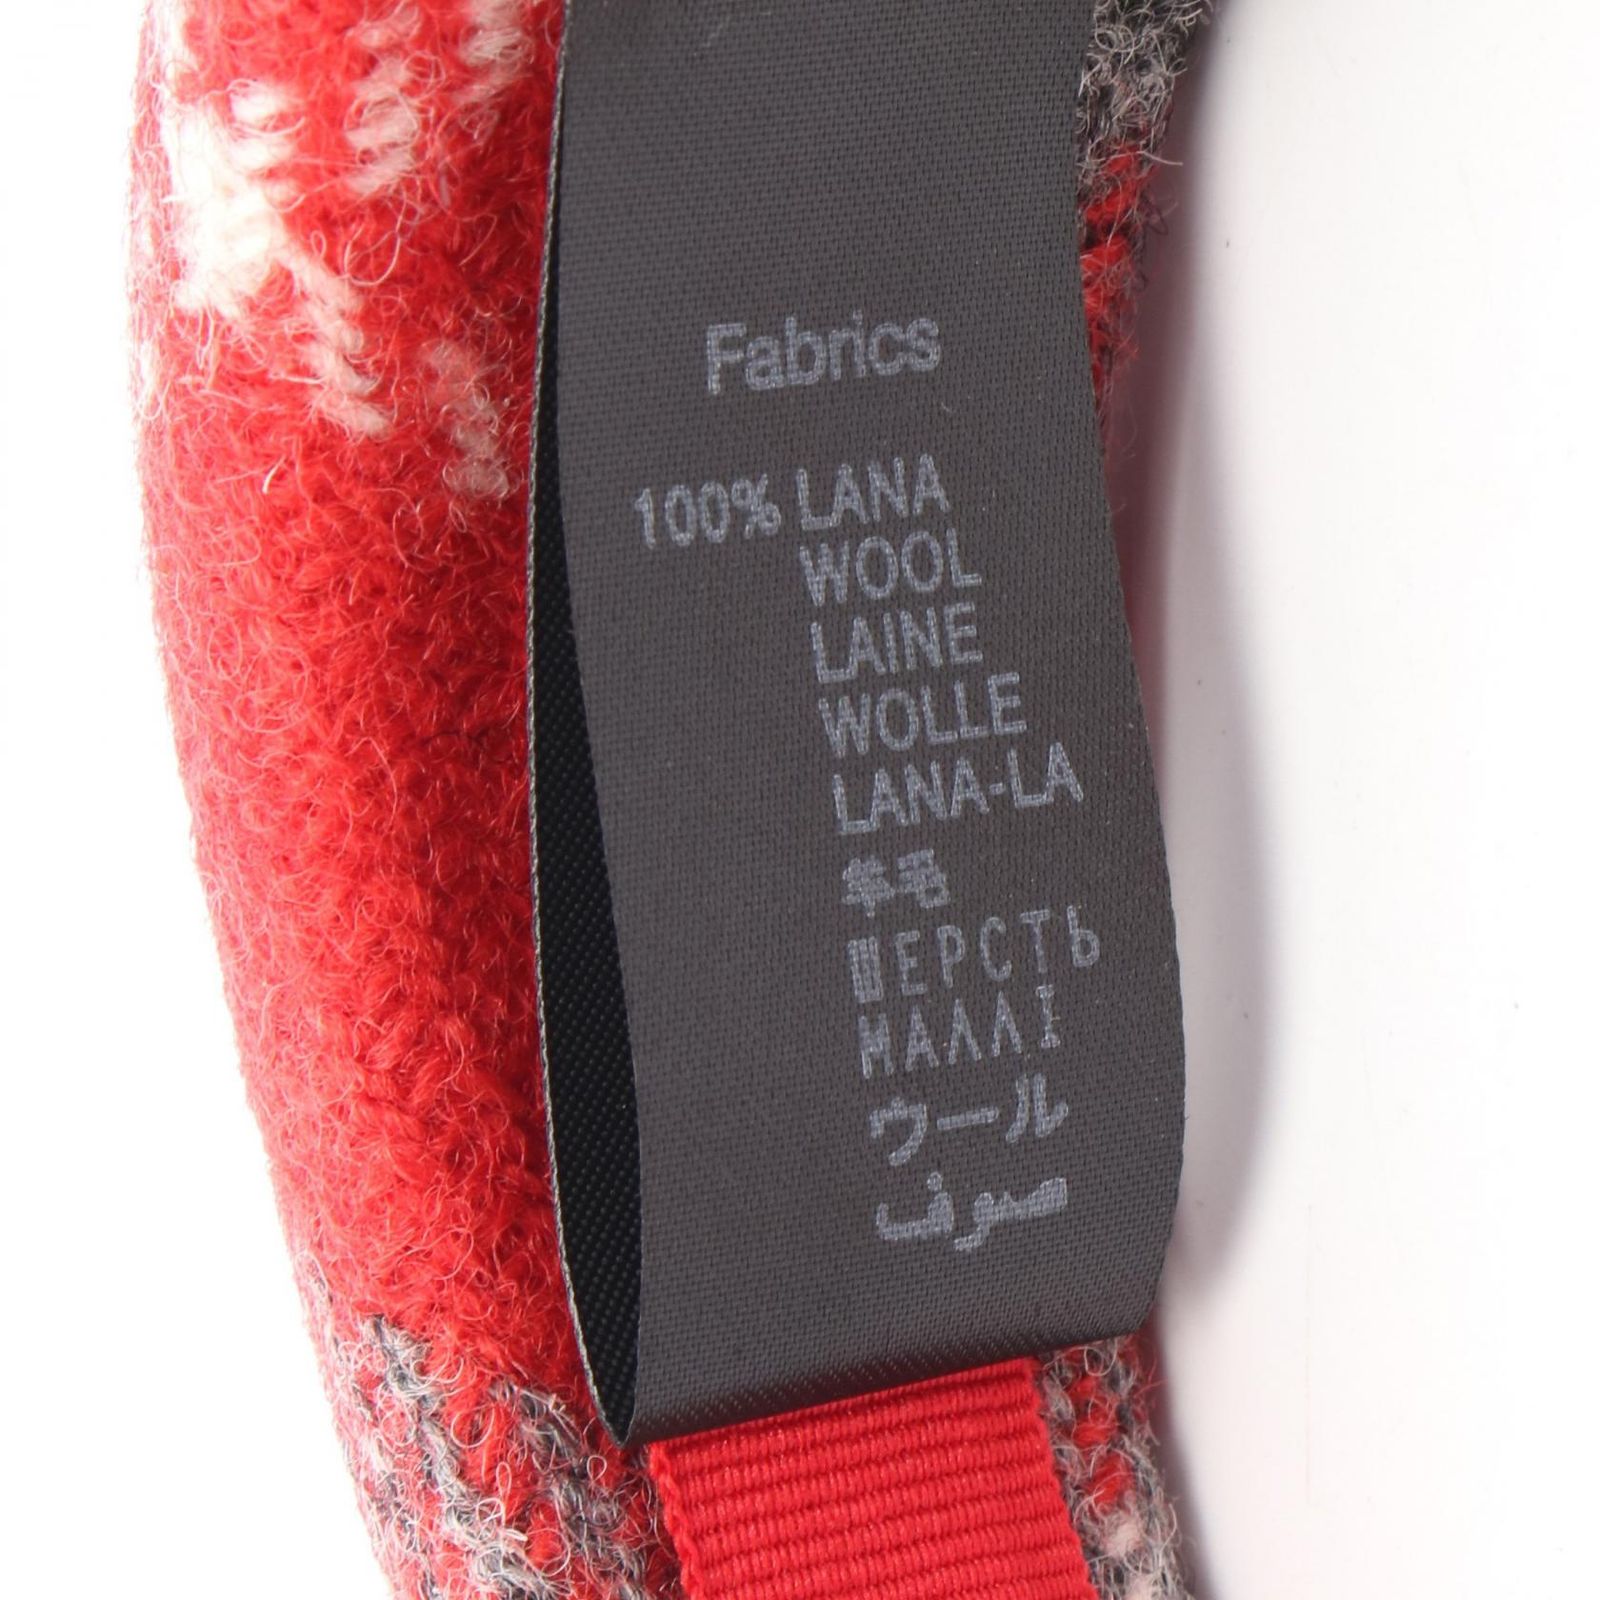 Fabrics
100% LANA
WOOL
LAINE
WOLLE
LANA-LA
羊毛
ШЕРСТЬ
ΜΑΛΛΙ
ウール
صوف